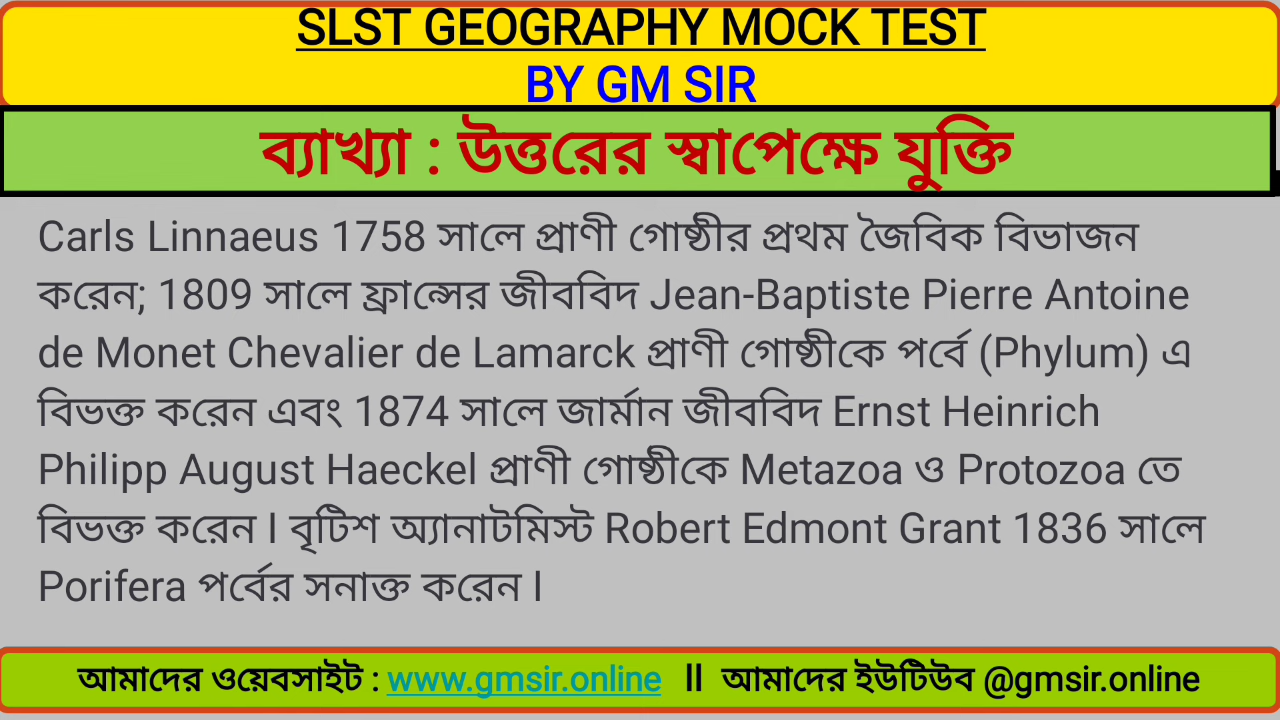 SLST GEOGRAPHY MOCK TEST
BY GM SIR
ব্যাখ্যা : উত্তরের স্বাপেক্ষে যুক্তি
Carls Linnaeus 1758 সালে প্রাণী গোষ্ঠীর প্রথম জৈবিক বিভাজন
করেন; 1809 সালে ফ্রান্সের জীববিদ Jean-Baptiste Pierre Antoine
de Monet Chevalier de Lamarck প্রাণী গোষ্ঠীকে পর্বে (Phylum) এ
বিভক্ত করেন এবং 1874 সালে জার্মান জীববিদ Ernst Heinrich
Philipp August Haeckel প্রাণী গোষ্ঠীকে Metazoa ও Protozoa তে
বিভক্ত করেন l বৃটিশ অ্যানাটমিস্ট Robert Edmont Grant 1836 সালে
Porifera পর্বের সনাক্ত করেন l
আমাদের ওয়েবসাইট : www.gmsir.online ll আমাদের ইউটিউব @gmsir.online